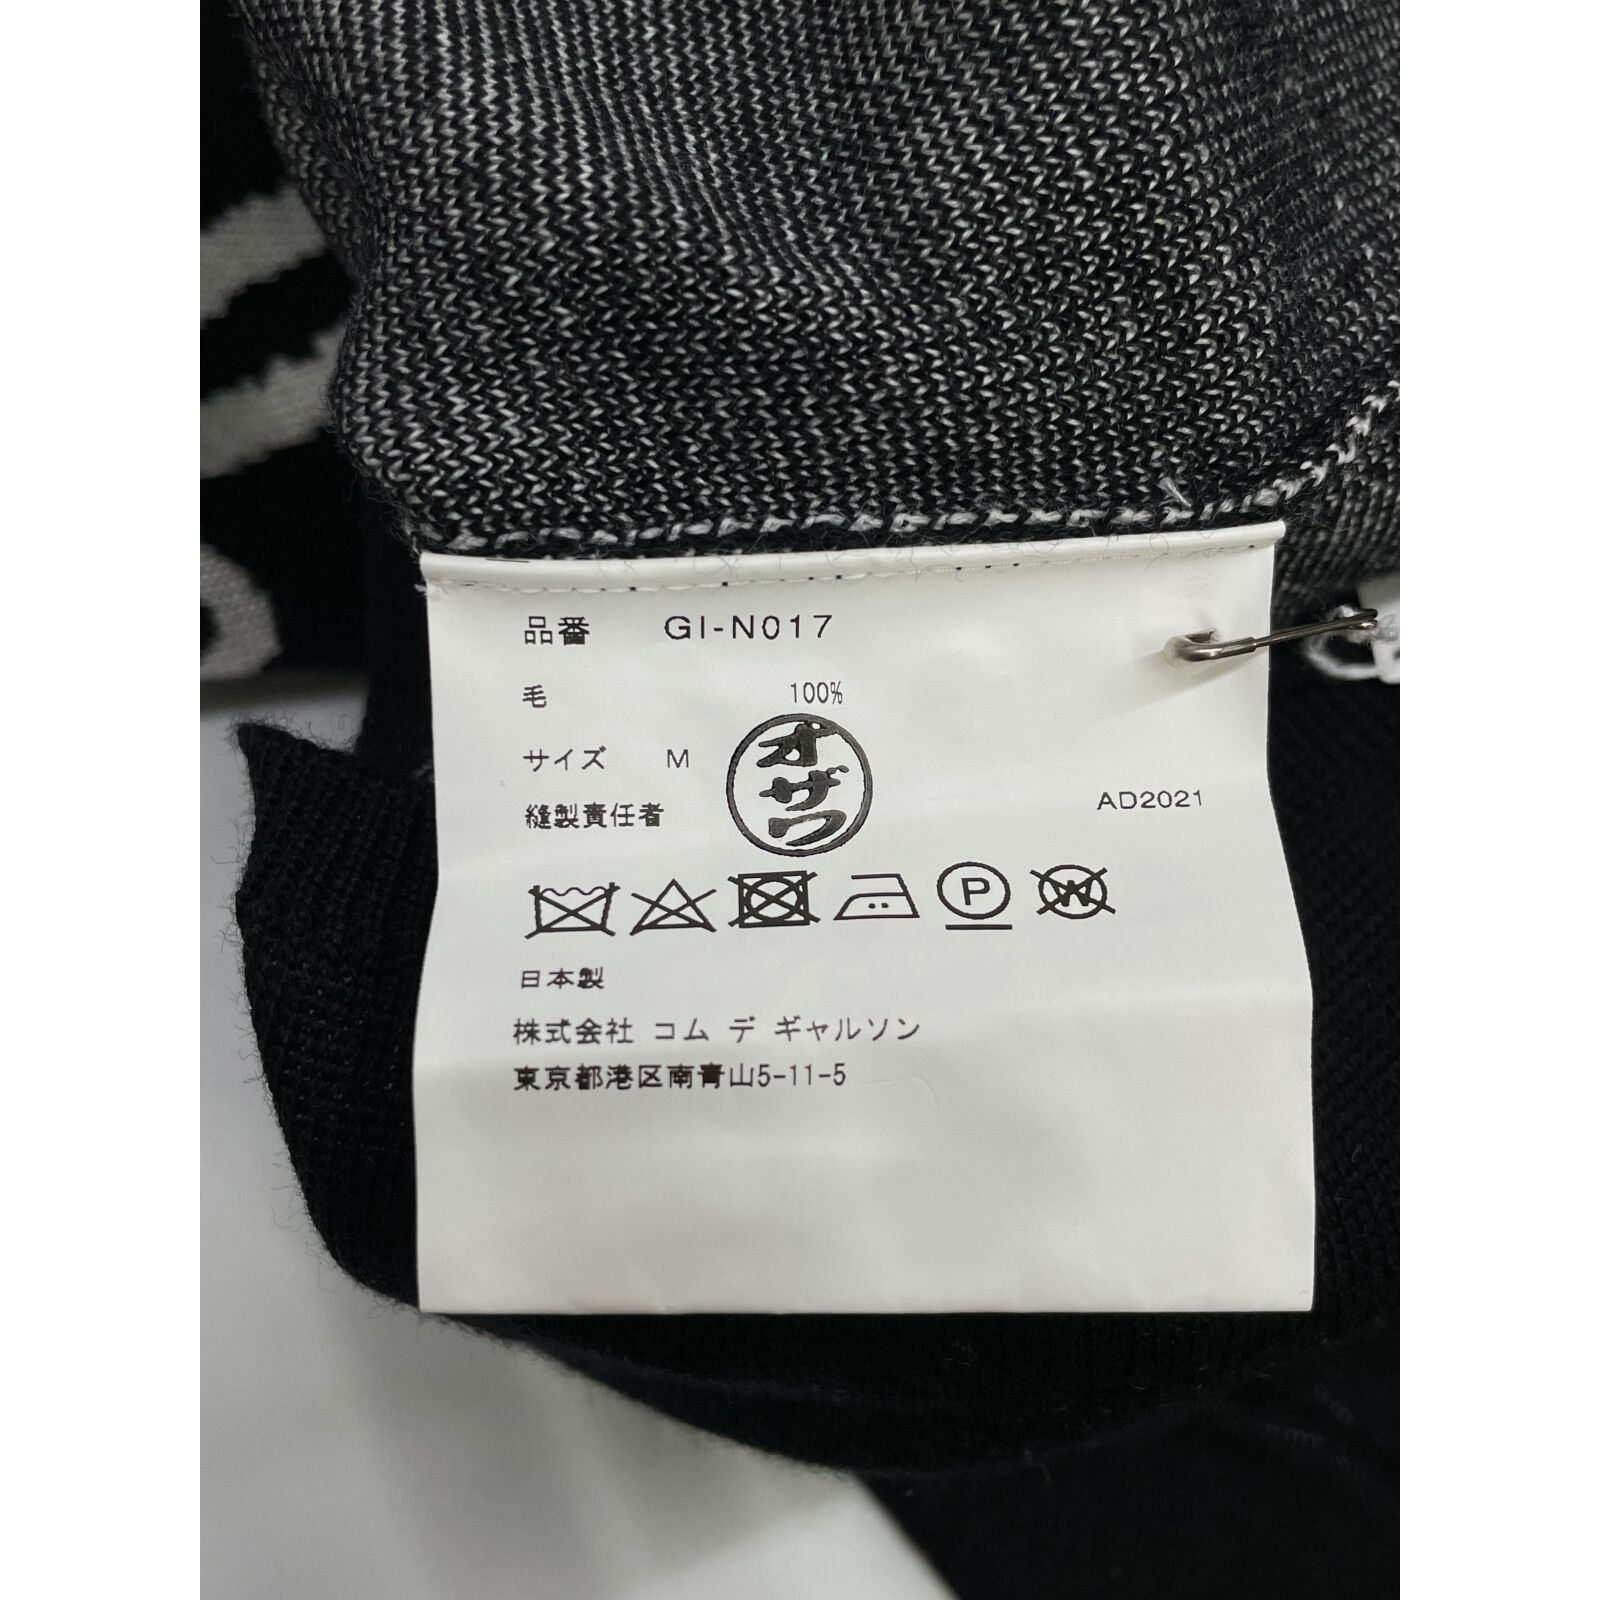 品番 GI-N017
毛 100%
サイズ M
オザワ
縫製責任者
AD2021
P
W
日本製
株式会社 コム デ ギャルソン
東京都港区南青山5-11-5